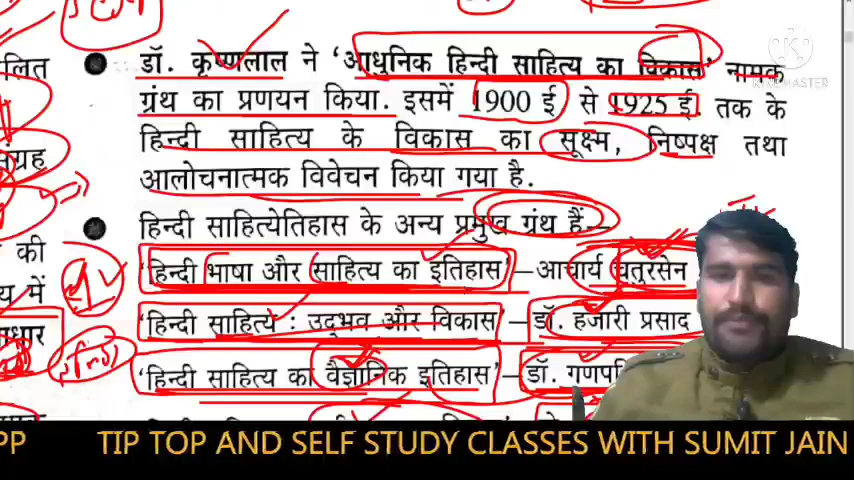 लित
डॉ. कृष्णलाल ने 'आधुनिक हिन्दी साहित्य का विकास' नामक
ग्रंथ का प्रणयन किया. इसमें 1900 ई से 1925 ई. तक के
हिन्दी साहित्य के विकास का सूक्ष्म, निष्पक्ष तथा
आलोचनात्मक विवेचन किया गया है.
हिन्दी साहित्येतिहास के अन्य प्रमुख ग्रंथ हैं—
'हिन्दी भाषा और साहित्य का इतिहास'—आचार्य चतुरसेन
'हिन्दी साहित्य : उद्भव और विकास'—डॉ. हजारी प्रसाद
'हिन्दी साहित्य का वैज्ञानिक इतिहास'—डॉ. गणपति
की
य में
KINEMASTER
PP TIP TOP AND SELF STUDY CLASSES WITH SUMIT JAIN